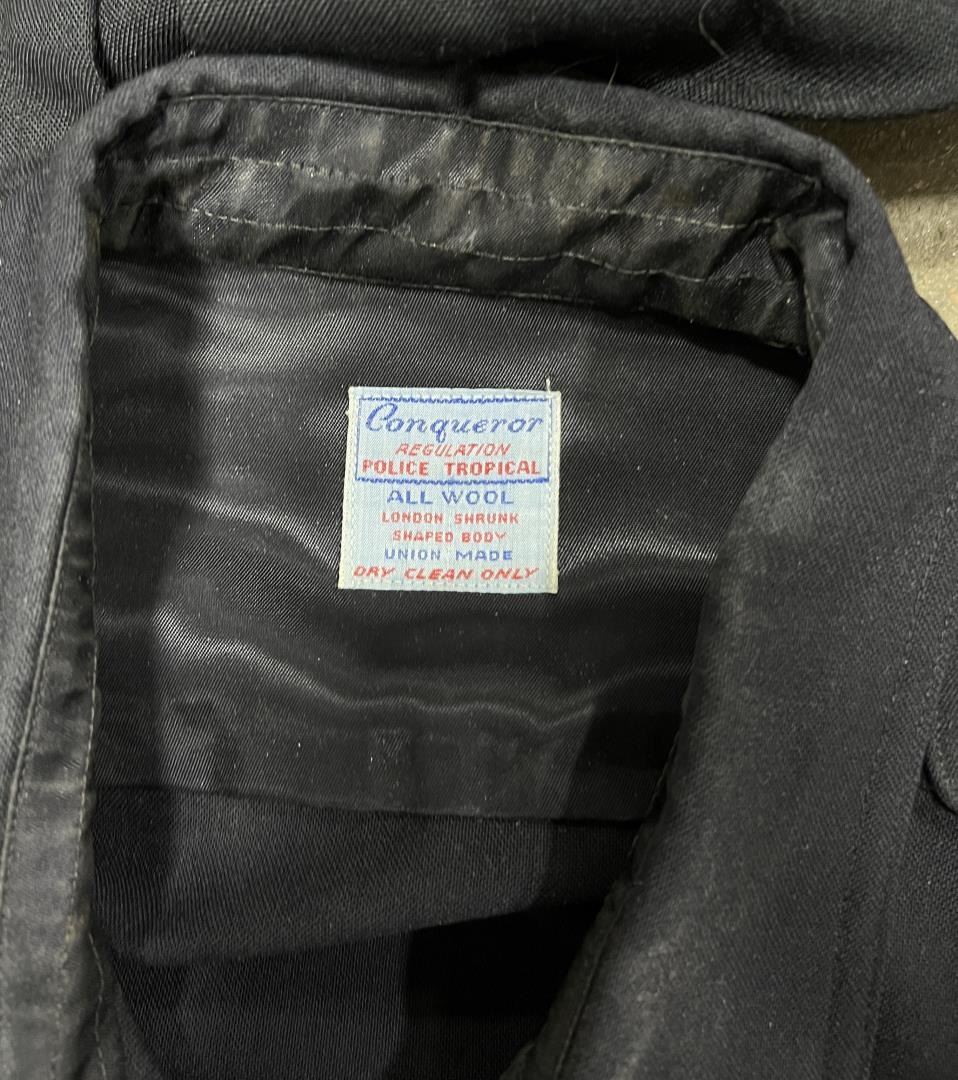 Conqueror
REGULATION
POLICE TROPICAL
ALL WOOL
LONDON SHRUNK
SHAPED BODY
UNION MADE
DRY CLEAN ONLY